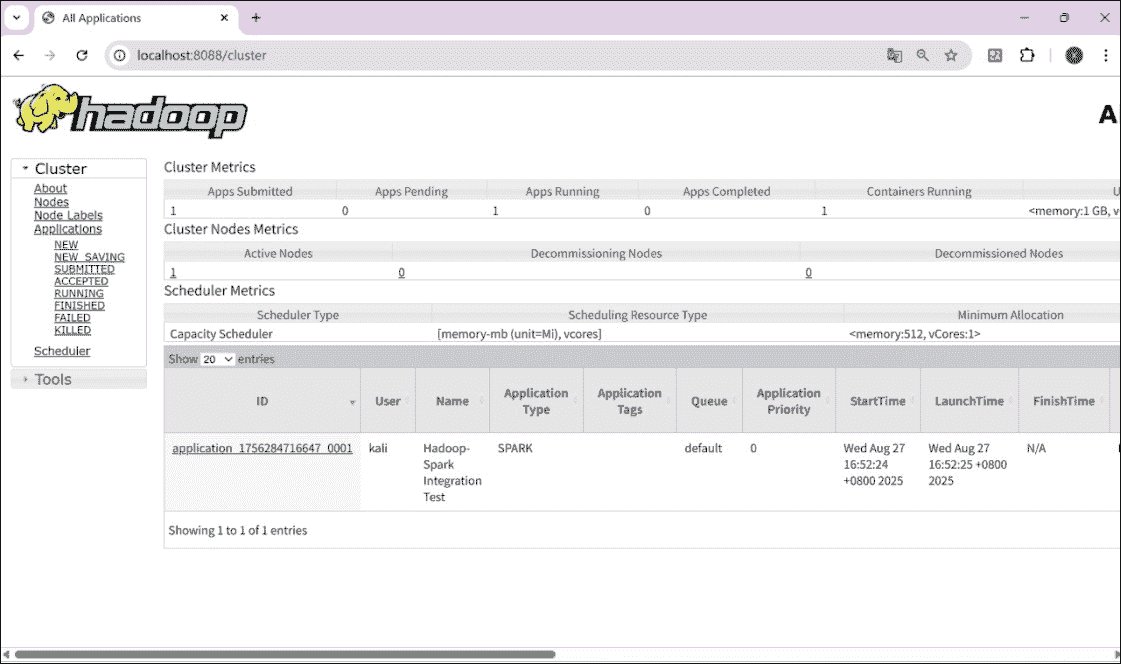 All Applications
localhost:8088/cluster
hadoop
A
Cluster
About
Nodes
Node Labels
Applications
NEW
NEW_SAVING
SUBMITTED
ACCEPTED
RUNNING
FINISHED
FAILED
KILLED
Scheduler
Tools
Cluster Metrics
Apps Submitted Apps Pending Apps Running Apps Completed Containers Running U
1 0 1 0 1 <memory:1 GB, v
Cluster Nodes Metrics
Active Nodes Decommissioning Nodes Decommissioned Nodes
1 0 0
Scheduler Metrics
Scheduler Type Scheduling Resource Type Minimum Allocation
Capacity Scheduler [memory-mb (unit=Mi), vcores] <memory:512, vCores:1>
Show 20 entries
ID User Name Application Type Application Tags Queue Application Priority StartTime LaunchTime FinishTime
application_1756284716647_0001 kali Hadoop- SPARK default 0 Wed Aug 27 Wed Aug 27 N/A
Spark 16:52:24 16:52:25 +0800
Integration +0800 2025 2025
Test
Showing 1 to 1 of 1 entries